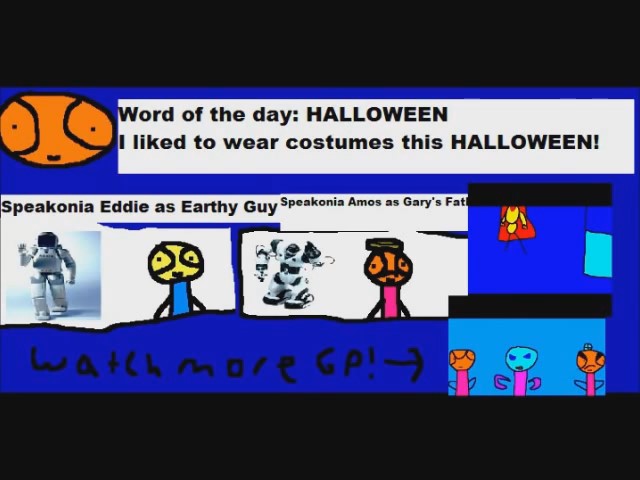 Word of the day: HALLOWEEN
I liked to wear costumes this HALLOWEEN!
Speakonia Eddie as Earthy Guy
Speakonia Amos as Gary's Fath
Watch more GP!